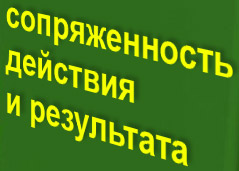 сопряженность
действия
и результата